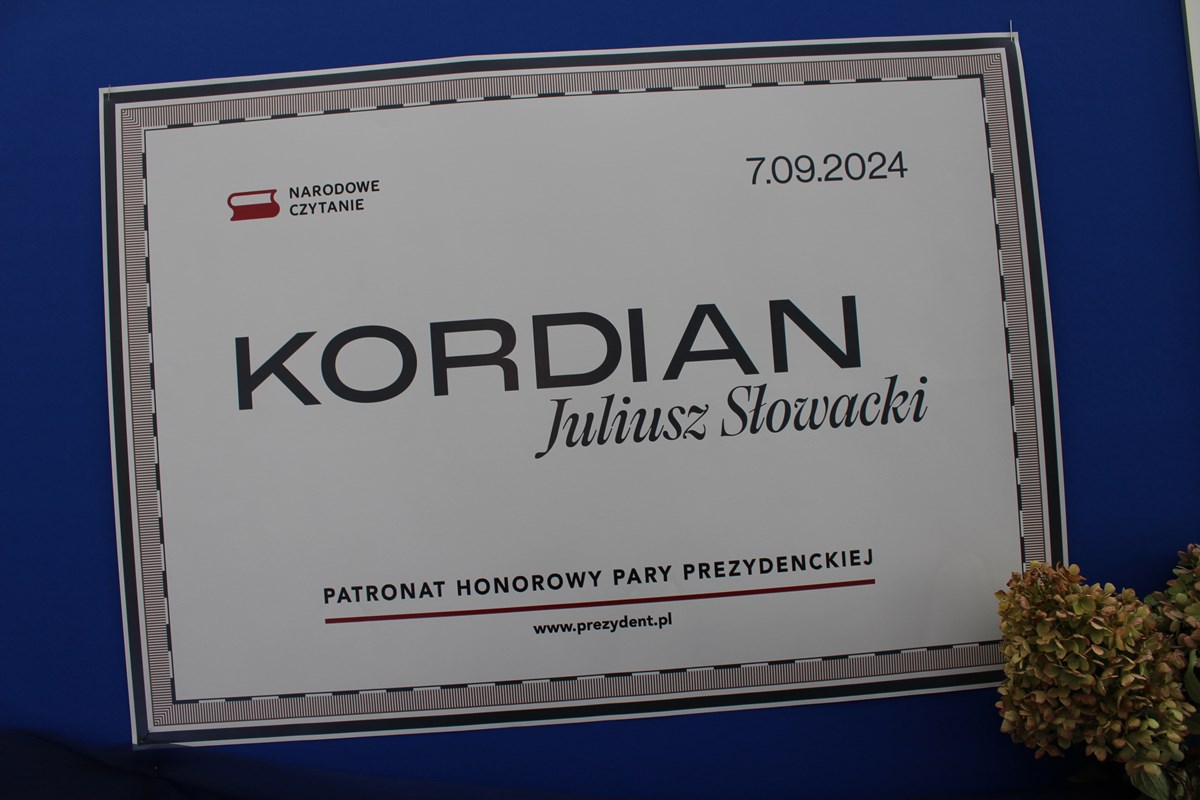 NARODOWE
CZYTANIE
7.09.2024
KORDIAN
Juliusz Słowacki
PATRONAT HONOROWY PARY PREZYDENCKIEJ
www.prezydent.pl